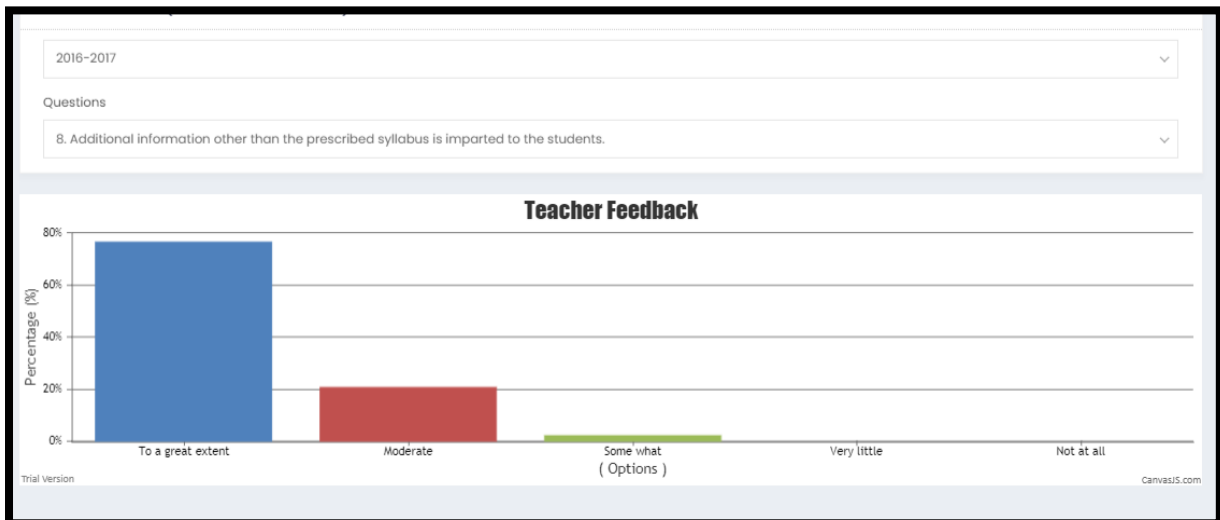 2016-2017
Questions
8. Additional information other than the prescribed syllabus is imparted to the students.
Teacher Feedback
80%
60%
40%
20%
0%
Percentage (%)
To a great extent Moderate Some what Very little Not at all
( Options )
Trial Version CanvasJS.com